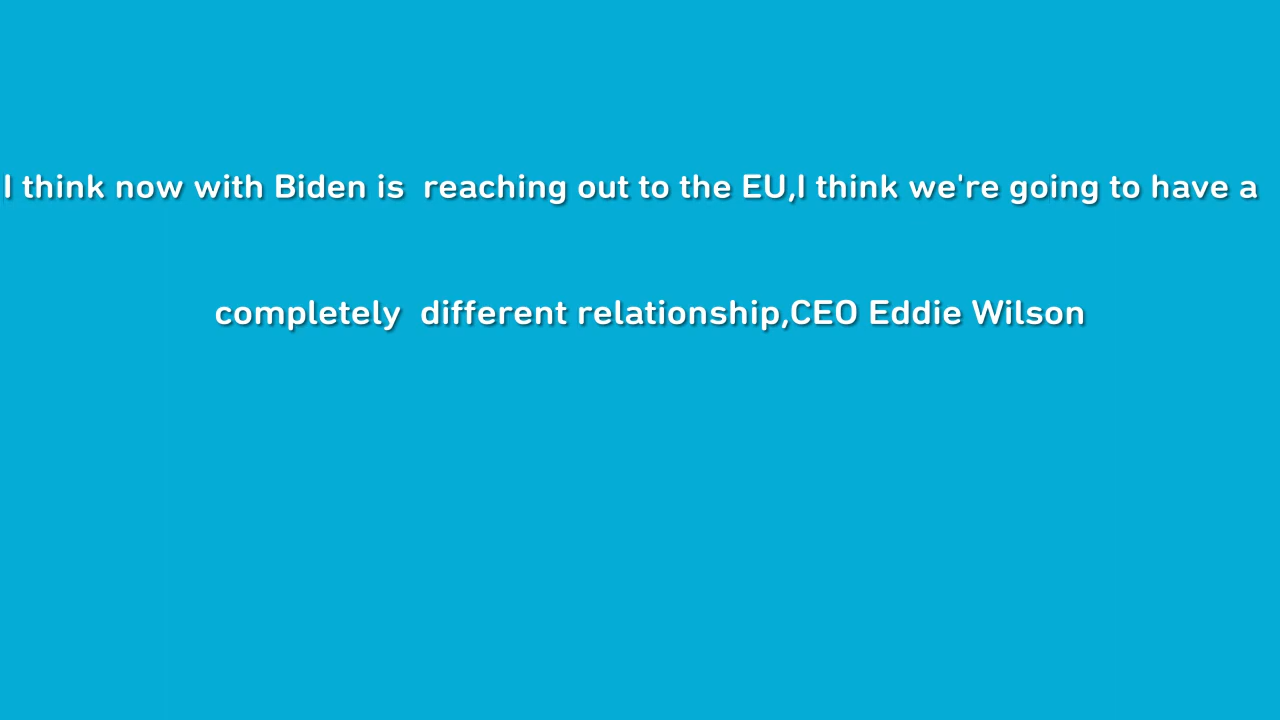 I think now with Biden is  reaching out to the EU,I think we're going to have a
completely  different relationship,CEO Eddie Wilson